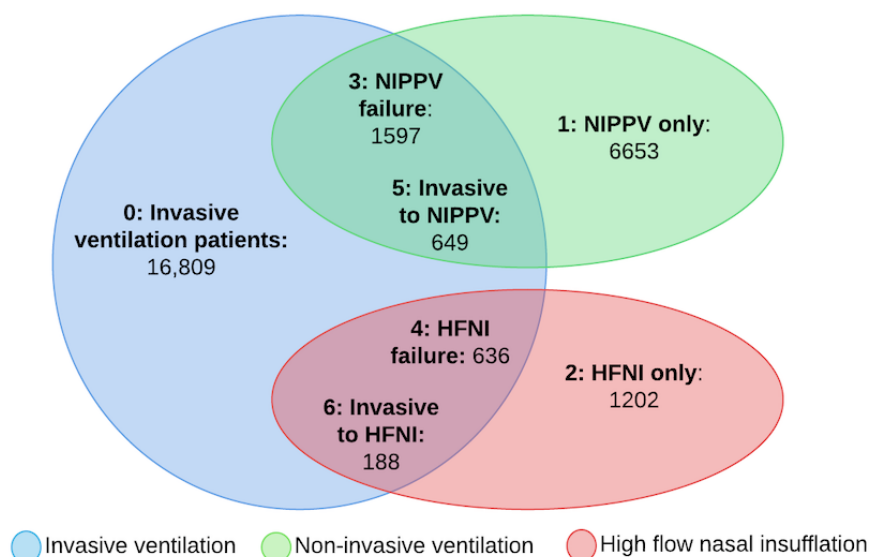 3: NIPPV
failure:
1597
1: NIPPV only:
6653
5: Invasive
to NIPPV:
649
0: Invasive
ventilation patients:
16,809
4: HFNI
failure: 636
2: HFNI only:
1202
6: Invasive
to HFNI:
188
Invasive ventilation
Non-invasive ventilation
High flow nasal insufflation